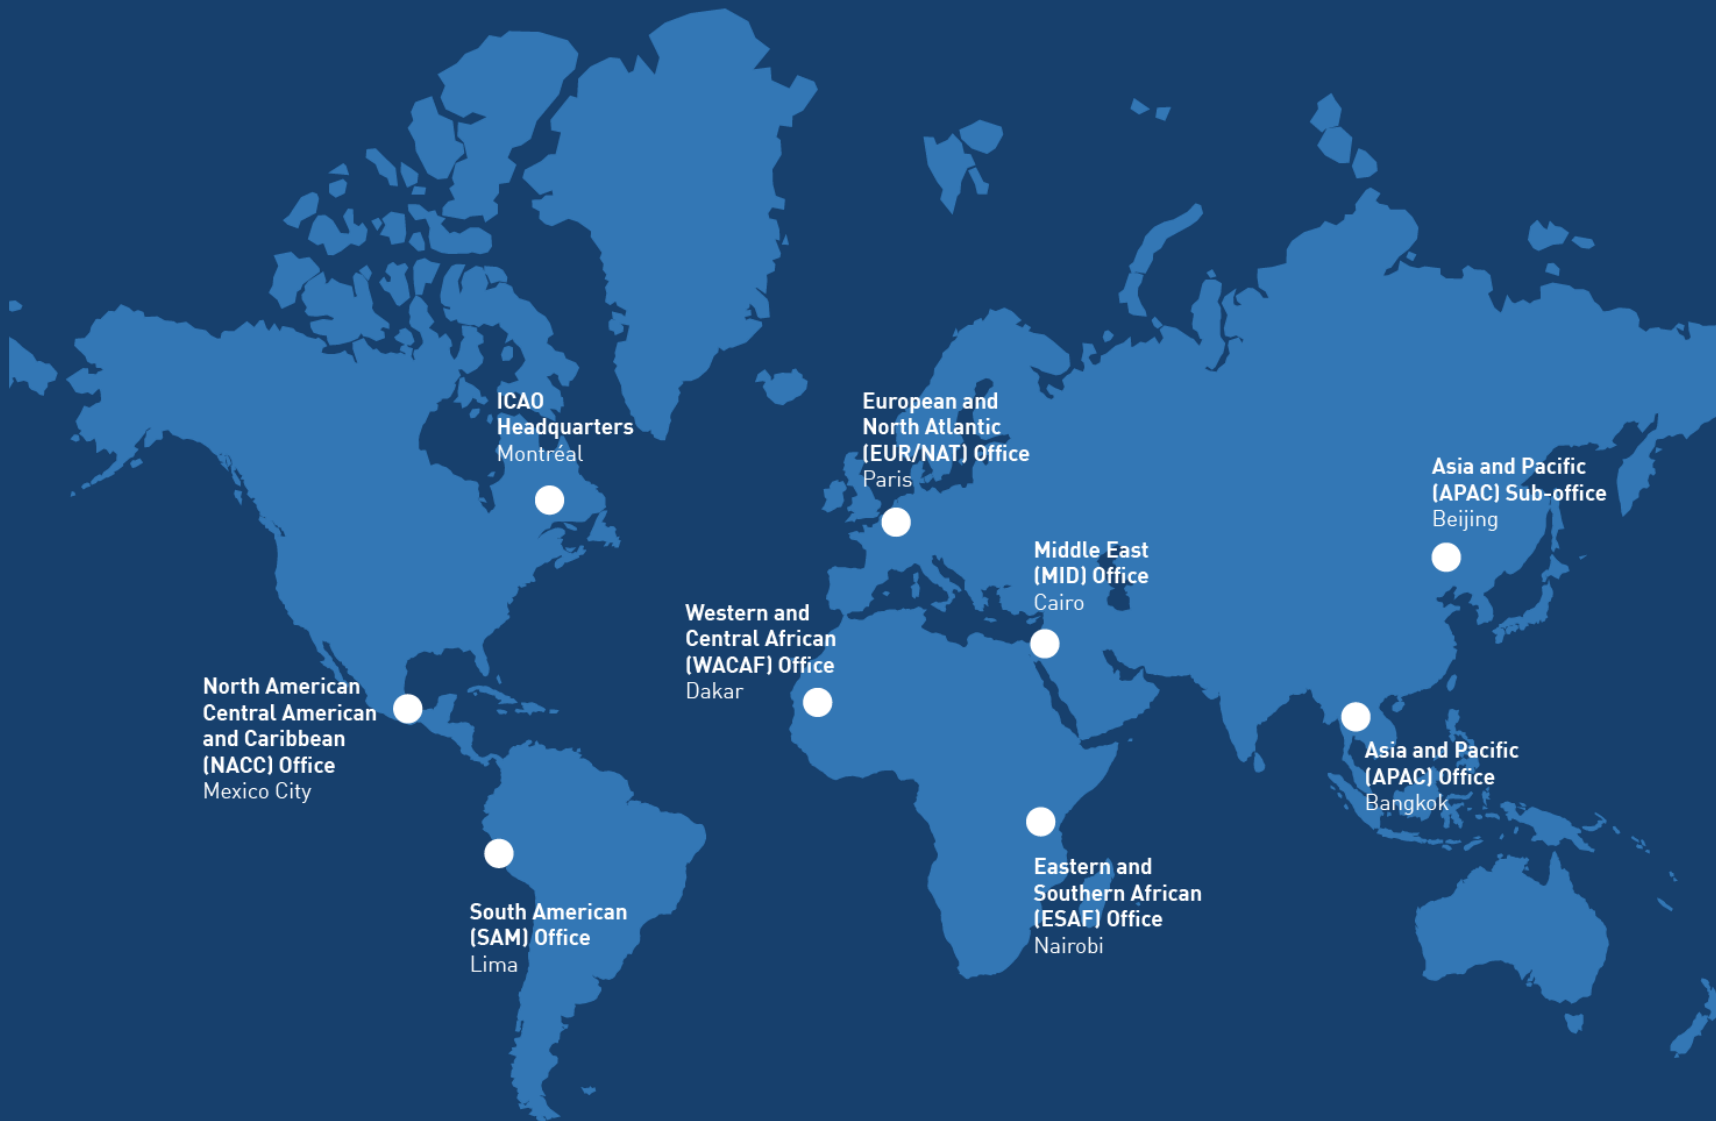 ICAO
Headquarters
Montréal
European and
North Atlantic
(EUR/NAT) Office
Paris
Asia and Pacific
(APAC) Sub-office
Beijing
Middle East
(MID) Office
Cairo
Western and
Central African
(WACAF) Office
Dakar
North American
Central American
and Caribbean
(NACC) Office
Mexico City
Asia and Pacific
(APAC) Office
Bangkok
Eastern and
Southern African
(ESAF) Office
Nairobi
South American
(SAM) Office
Lima